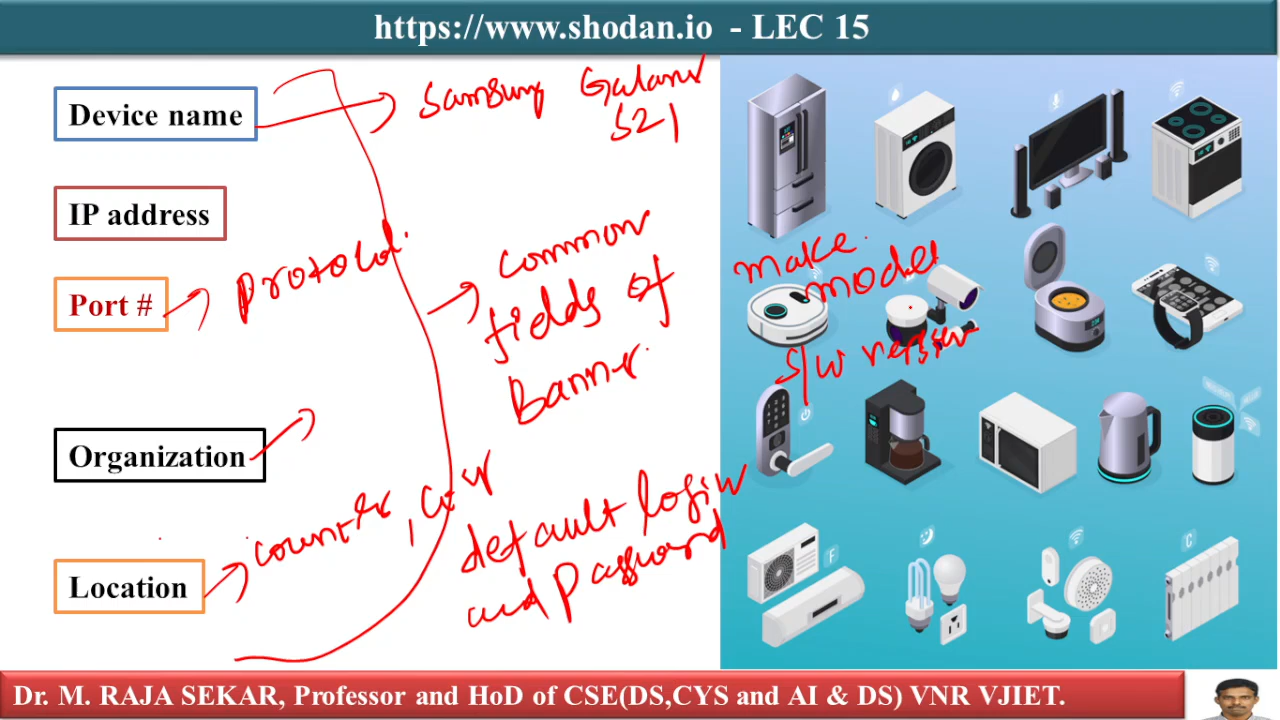 https://www.shodan.io - LEC 15
Device name
Samsung Galaxy
S21
IP address
Port #
protocol.
common
fields of
Banner.
make.
model
S/W version
Organization
Location
country, city
default login
and password
F
C
Dr. M. RAJA SEKAR, Professor and HoD of CSE(DS,CYS and AI & DS) VNR VJIET.